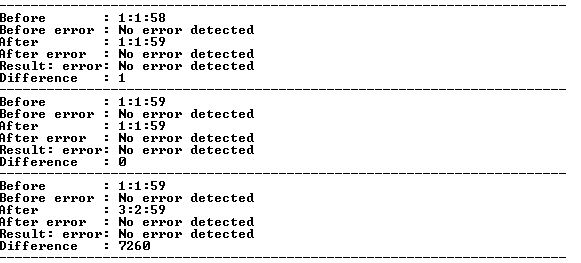 Before       : 1:1:58
Before error : No error detected
After        : 1:1:59
After error  : No error detected
Result: error: No error detected
Difference   : 1
Before       : 1:1:59
Before error : No error detected
After        : 1:1:59
After error  : No error detected
Result: error: No error detected
Difference   : 0
Before       : 1:1:59
Before error : No error detected
After        : 3:2:59
After error  : No error detected
Result: error: No error detected
Difference   : 7260